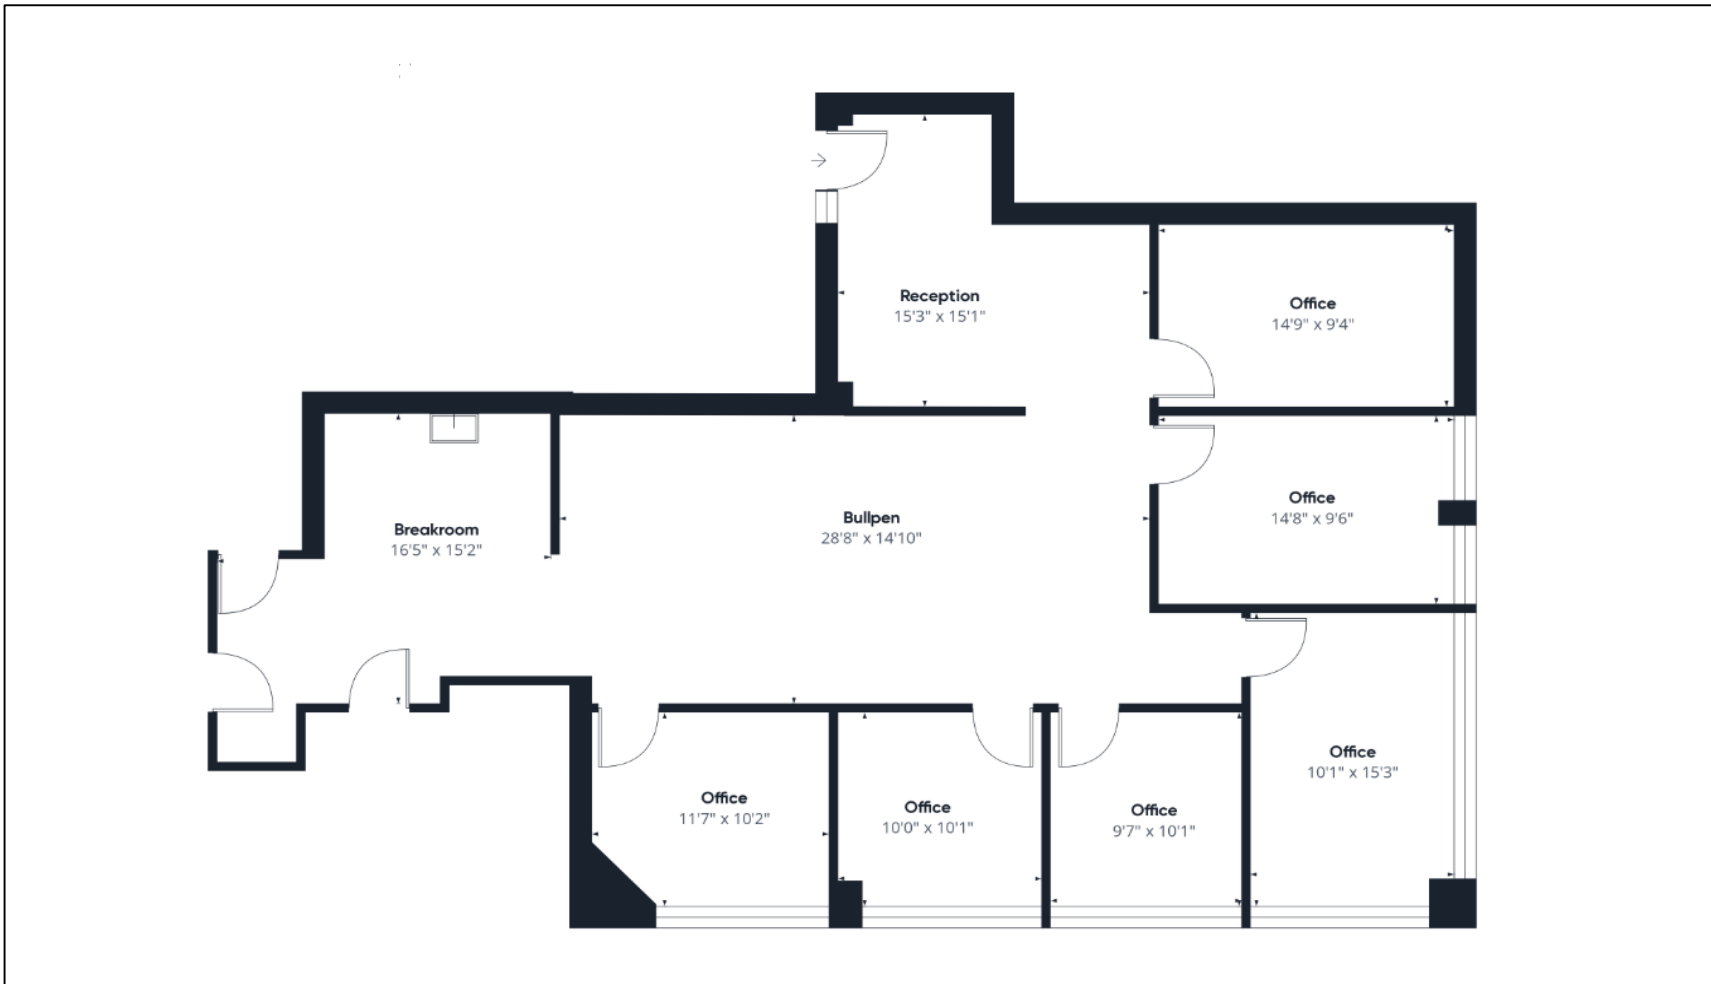 Reception
15'3" x 15'1"
Office
14'9" x 9'4"
Office
14'8" x 9'6"
Breakroom
16'5" x 15'2"
Bullpen
28'8" x 14'10"
Office
10'1" x 15'3"
Office
11'7" x 10'2"
Office
10'0" x 10'1"
Office
9'7" x 10'1"